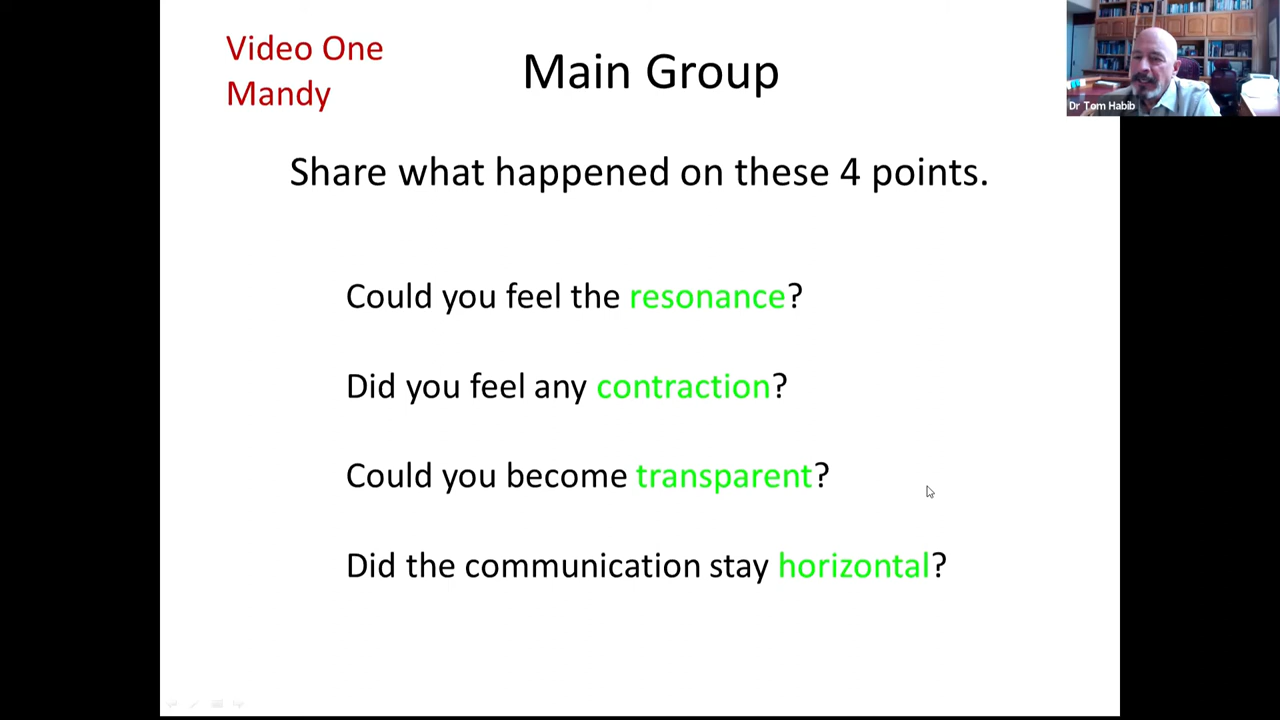 Video One
Mandy
Main Group
Dr Tom Habib
Share what happened on these 4 points.
Could you feel the resonance?
Did you feel any contraction?
Could you become transparent?
Did the communication stay horizontal?